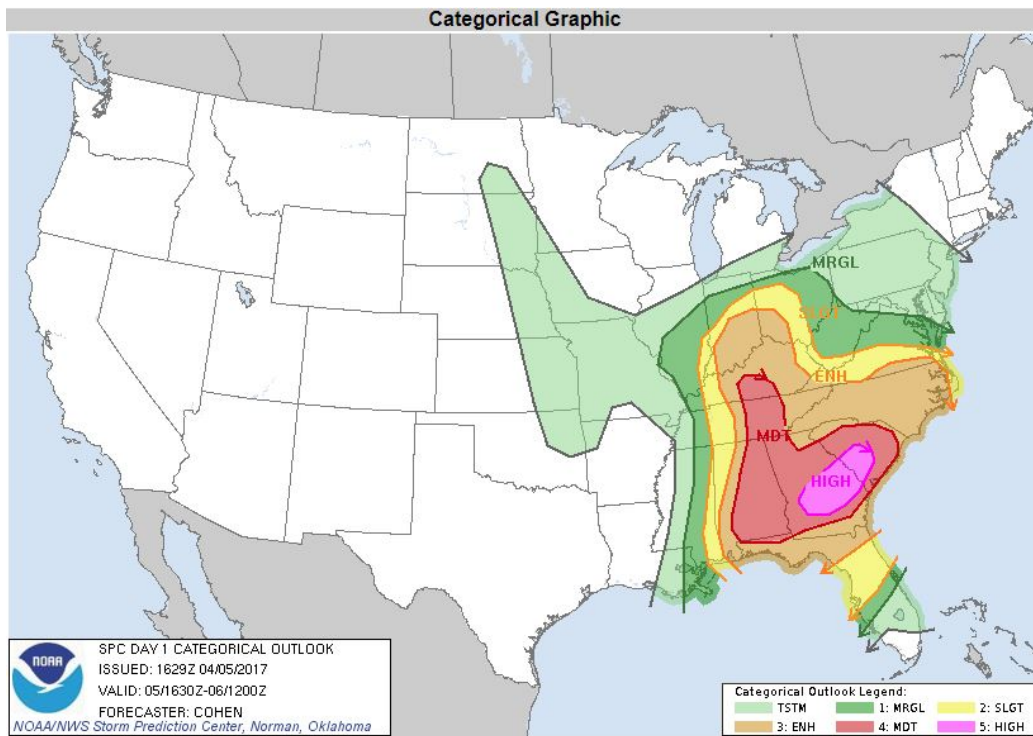 Categorical Graphic
MRGL
SLGT
ENH
MDT
HIGH
NOAA
SPC DAY 1 CATEGORICAL OUTLOOK
ISSUED: 1629Z 04/05/2017
VALID: 05/1630Z-06/1200Z
FORECASTER: COHEN
NOAA/NWS Storm Prediction Center, Norman, Oklahoma
Categorical Outlook Legend:
TSTM 1: MRGL 2: SLGT
3: ENH 4: MDT 5: HIGH